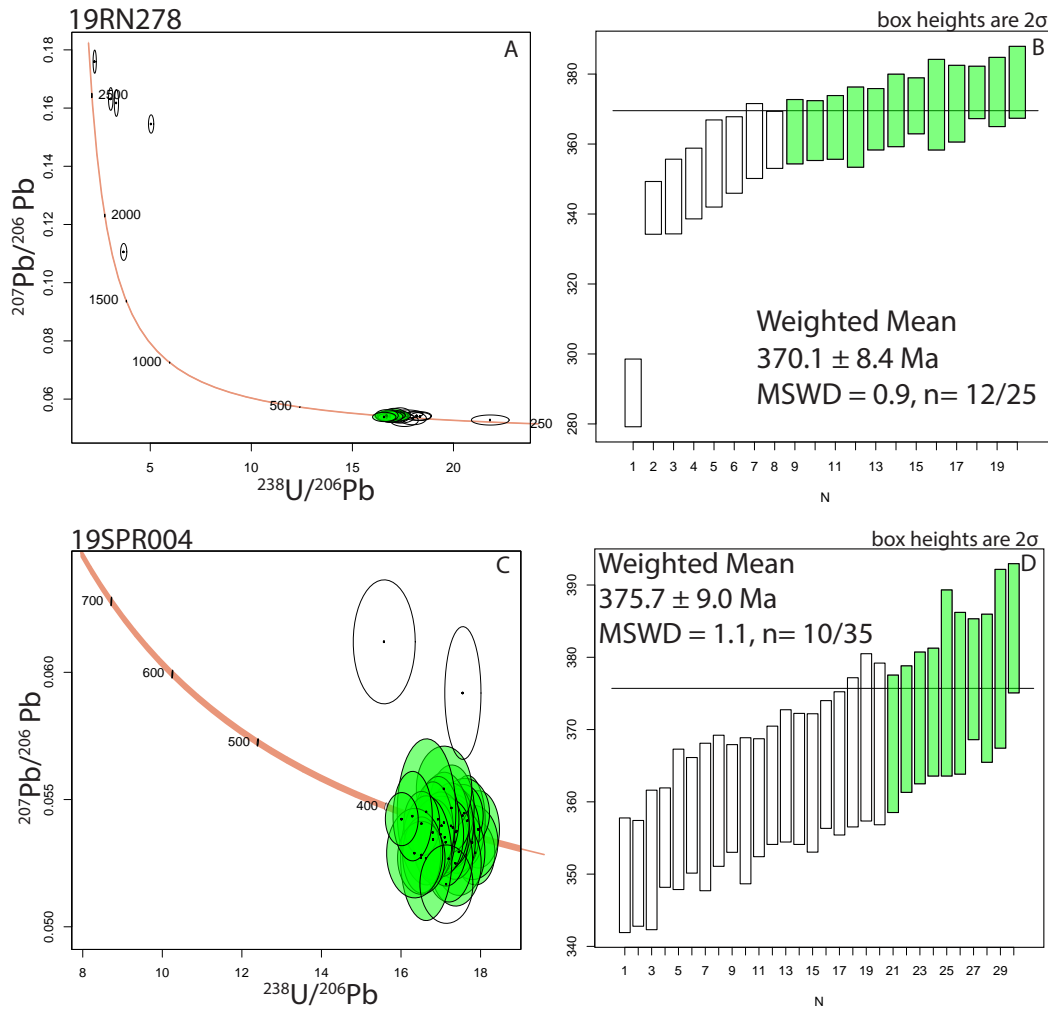 19RN278
box heights are 2σ
A
0.18
0.16
0.14
0.12
0.10
0.08
0.06
207Pb/206 Pb
2500
2000
1500
1000
500
250
5
10
15
20
238U/206Pb
B
380
360
340
320
300
280
Weighted Mean
370.1 ± 8.4 Ma
MSWD = 0.9, n= 12/25
1 2 3 4 5 6 7 8 9 11 13 15 17 19
N
19SPR004
box heights are 2σ
C
0.060
0.055
0.050
207Pb/206 Pb
700
600
500
400
8 10 12 14 16 18
238U/206Pb
D
Weighted Mean
375.7 ± 9.0 Ma
MSWD = 1.1, n= 10/35
390
380
370
360
350
340
1 3 5 7 9 11 13 15 17 19 21 23 25 27 29
N